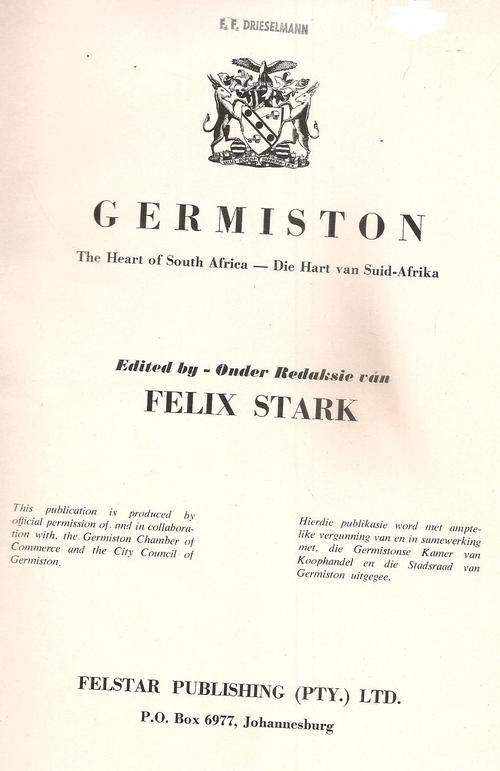 F. F. DRIESELMANN
GERMISTON
The Heart of South Africa — Die Hart van Suid-Afrika
Edited by - Onder Redaksie ván
FELIX STARK
This publication is produced by
official permission of, and in collabora-
tion with, the Germiston Chamber of
Commerce and the City Council of
Germiston.
Hierdie publikasie word met ampte-
like vergunning van en in samewerking
met, die Germistonse Kamer van
Koophandel en die Stadsraad van
Germiston uitgegee.
FELSTAR PUBLISHING (PTY.) LTD.
P.O. Box 6977, Johannesburg